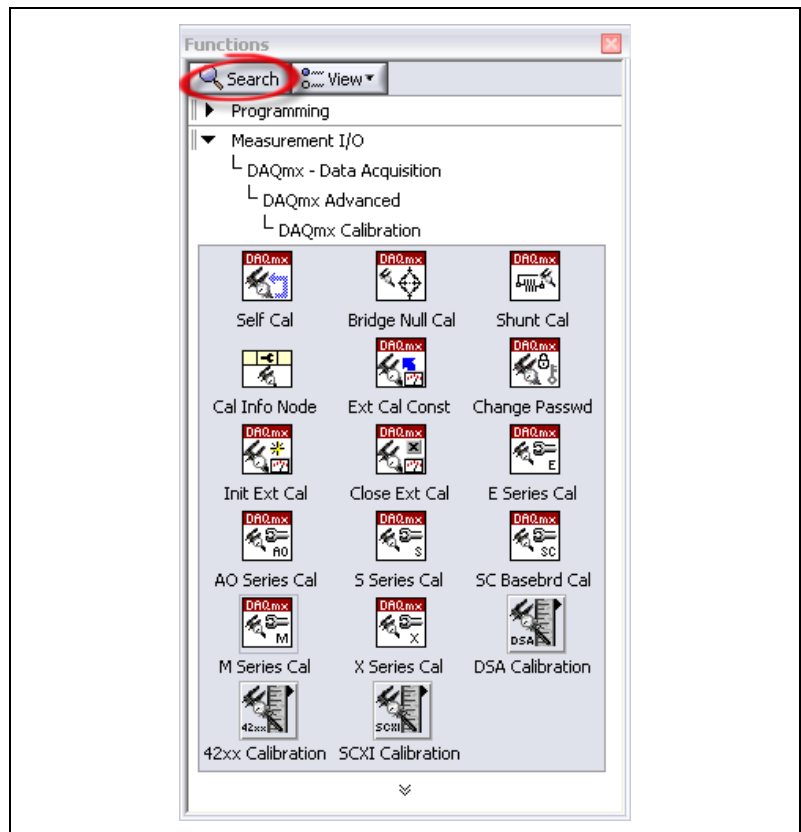 Functions
Search View
Programming
Measurement I/O
DAQmx - Data Acquisition
DAQmx Advanced
DAQmx Calibration
DAQmx DAQmx DAQmx
Self Cal Bridge Null Cal Shunt Cal
DAQmx DAQmx
Cal Info Node Ext Cal Const Change Passwd
DAQmx DAQmx DAQmx
E
Init Ext Cal Close Ext Cal E Series Cal
DAQmx DAQmx DAQmx
AO S SC
AO Series Cal S Series Cal SC Basebrd Cal
DAQmx DAQmx
M X DSA
M Series Cal X Series Cal DSA Calibration
42xx SCXI
42xx Calibration SCXI Calibration